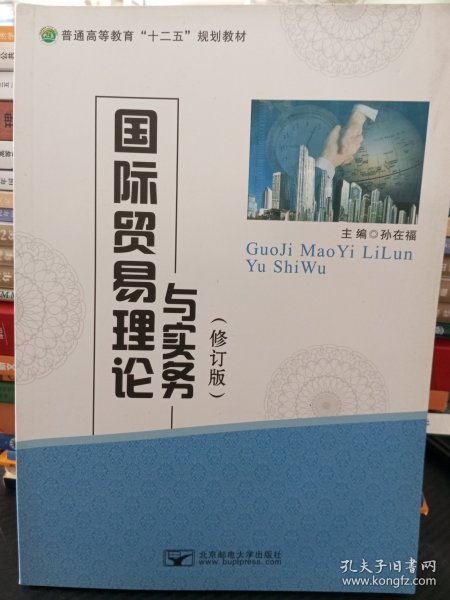 普通高等教育“十二五”规划教材
国际贸易理论
与实务
(修订版)
主编◎孙在福
GuoJi MaoYi LiLun
Yu ShiWu
北京邮电大学出版社
www.buptpress.com
孔夫子旧书网
www.kongfz.com